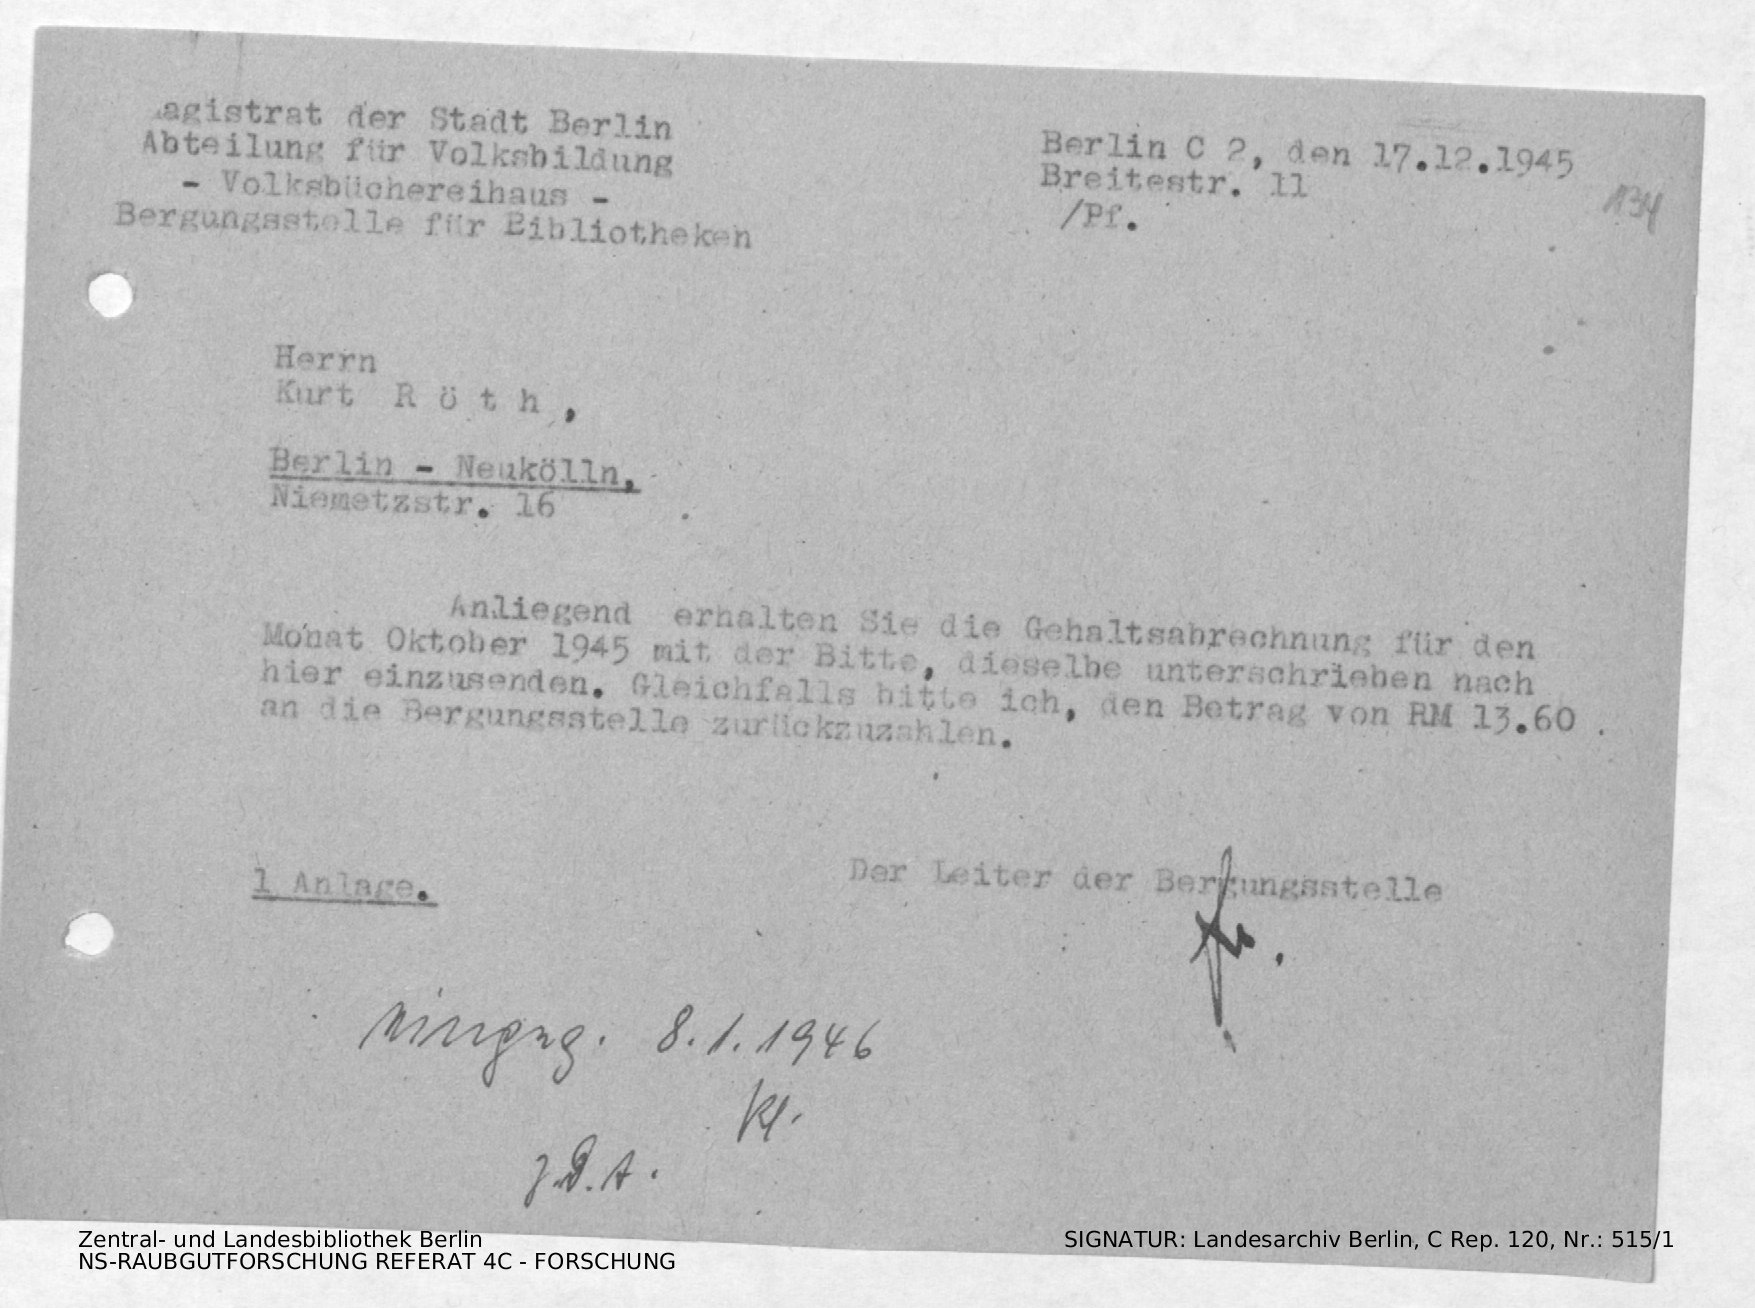 agistrat der Stadt Berlin
Abteilung für Volksbildung
- Volksbüchereihaus -
Bergungsstelle für Bibliotheken
Berlin C 2, den 17.12.1945
Breitestr. 11
/Pf.
134
Herrn
Kurt R ö t h ,
Berlin - Neukölln,
Niemetzstr. 16
Anliegend erhalten Sie die Gehaltsabrechnung für den
Monat Oktober 1945 mit der Bitte, dieselbe unterschrieben nach
hier einzusenden. Gleichfalls bitte ich, den Betrag von RM 13.60 .
an die Bergungsstelle zurückzuzahlen.
1 Anlage.
Der Leiter der Bergungsstelle
8.1.1946
Kl.
z.D.A.
Zentral- und Landesbibliothek Berlin
NS-RAUBGUTFORSCHUNG REFERAT 4C - FORSCHUNG
SIGNATUR: Landesarchiv Berlin, C Rep. 120, Nr.: 515/1